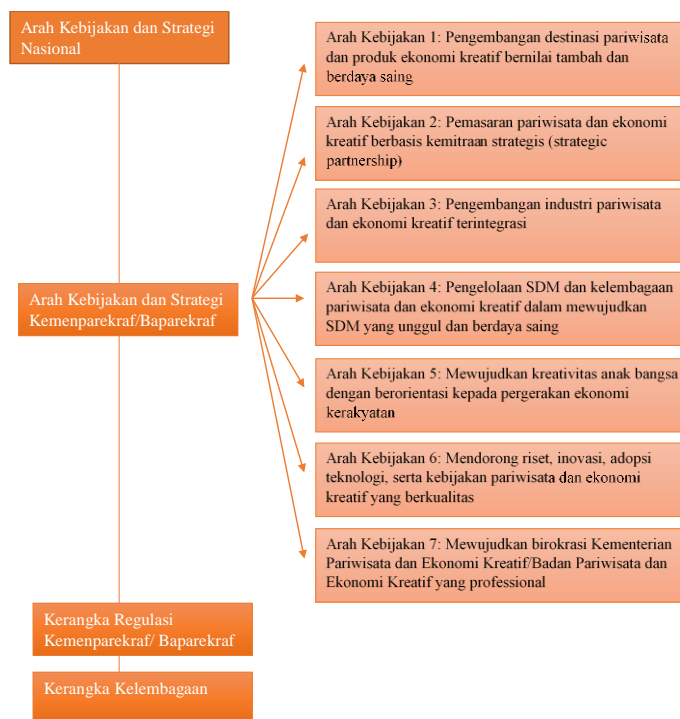 Arah Kebijakan dan Strategi
Nasional
Arah Kebijakan 1: Pengembangan destinasi pariwisata
dan produk ekonomi kreatif bernilai tambah dan
berdaya saing
Arah Kebijakan 2: Pemasaran pariwisata dan ekonomi
kreatif berbasis kemitraan strategis (strategic
partnership)
Arah Kebijakan 3: Pengembangan industri pariwisata
dan ekonomi kreatif terintegrasi
Arah Kebijakan dan Strategi
Kemenparekraf/Baparekraf
Arah Kebijakan 4: Pengelolaan SDM dan kelembagaan
pariwisata dan ekonomi kreatif dalam mewujudkan
SDM yang unggul dan berdaya saing
Arah Kebijakan 5: Mewujudkan kreativitas anak bangsa
dengan berorientasi kepada pergerakan ekonomi
kerakyatan
Arah Kebijakan 6: Mendorong riset, inovasi, adopsi
teknologi, serta kebijakan pariwisata dan ekonomi
kreatif yang berkualitas
Arah Kebijakan 7: Mewujudkan birokrasi Kementerian
Pariwisata dan Ekonomi Kreatif/Badan Pariwisata dan
Ekonomi Kreatif yang professional
Kerangka Regulasi
Kemenparekraf/ Baparekraf
Kerangka Kelembagaan